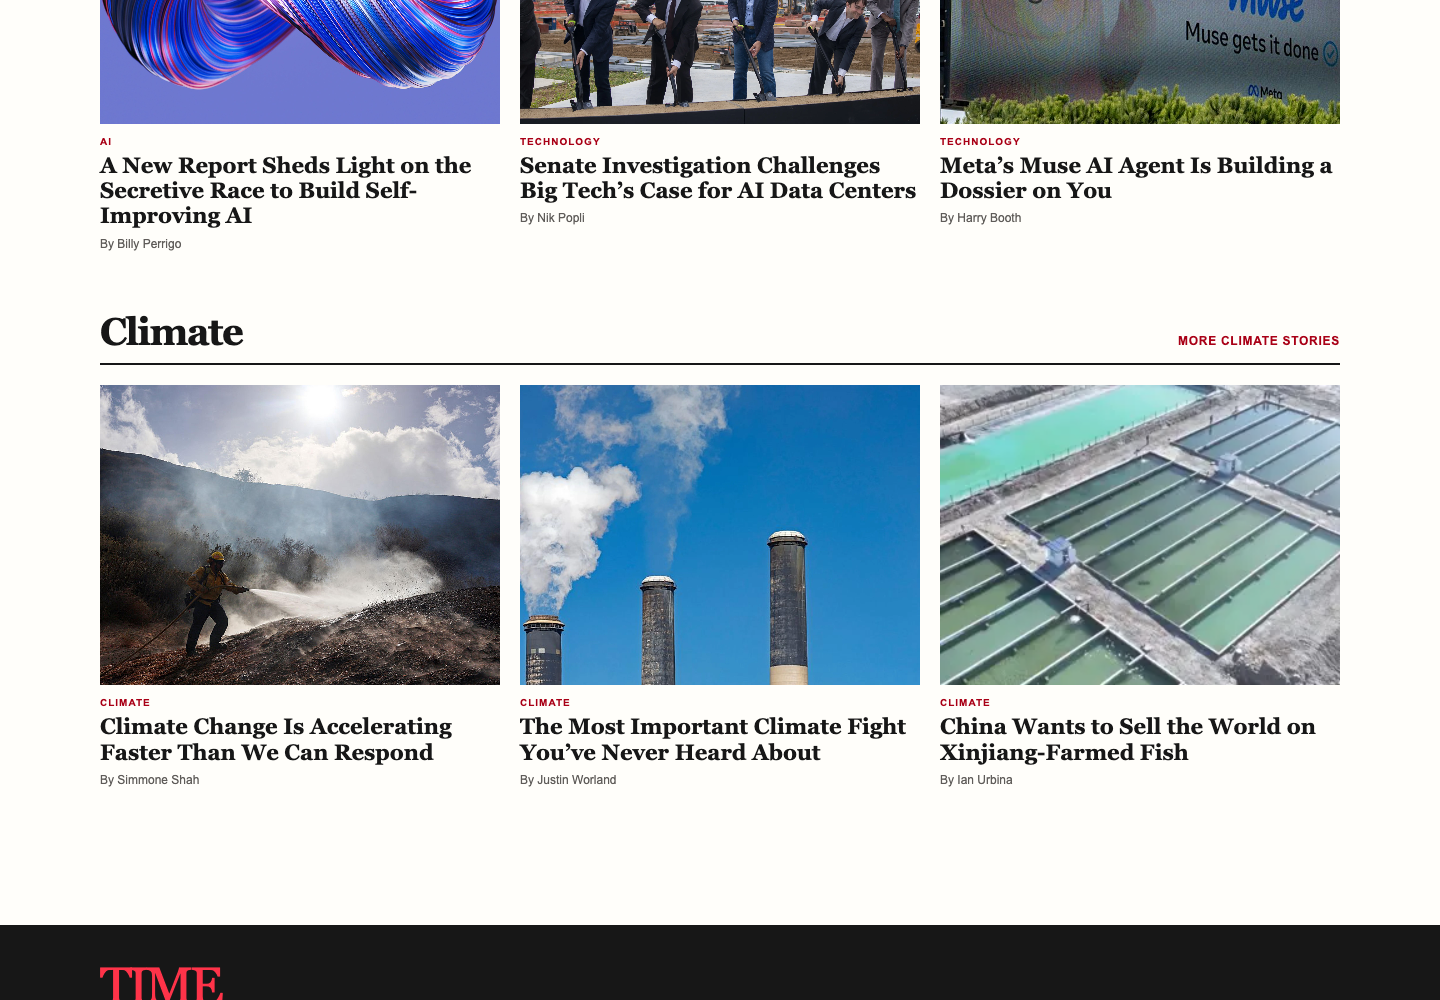 Muse
Muse gets it done
Meta
AI
A New Report Sheds Light on the
Secretive Race to Build Self-
Improving AI
By Billy Perrigo
TECHNOLOGY
Senate Investigation Challenges
Big Tech’s Case for AI Data Centers
By Nik Popli
TECHNOLOGY
Meta’s Muse AI Agent Is Building a
Dossier on You
By Harry Booth
Climate
MORE CLIMATE STORIES
CLIMATE
Climate Change Is Accelerating
Faster Than We Can Respond
By Simmone Shah
CLIMATE
The Most Important Climate Fight
You’ve Never Heard About
By Justin Worland
CLIMATE
China Wants to Sell the World on
Xinjiang-Farmed Fish
By Ian Urbina
TIME